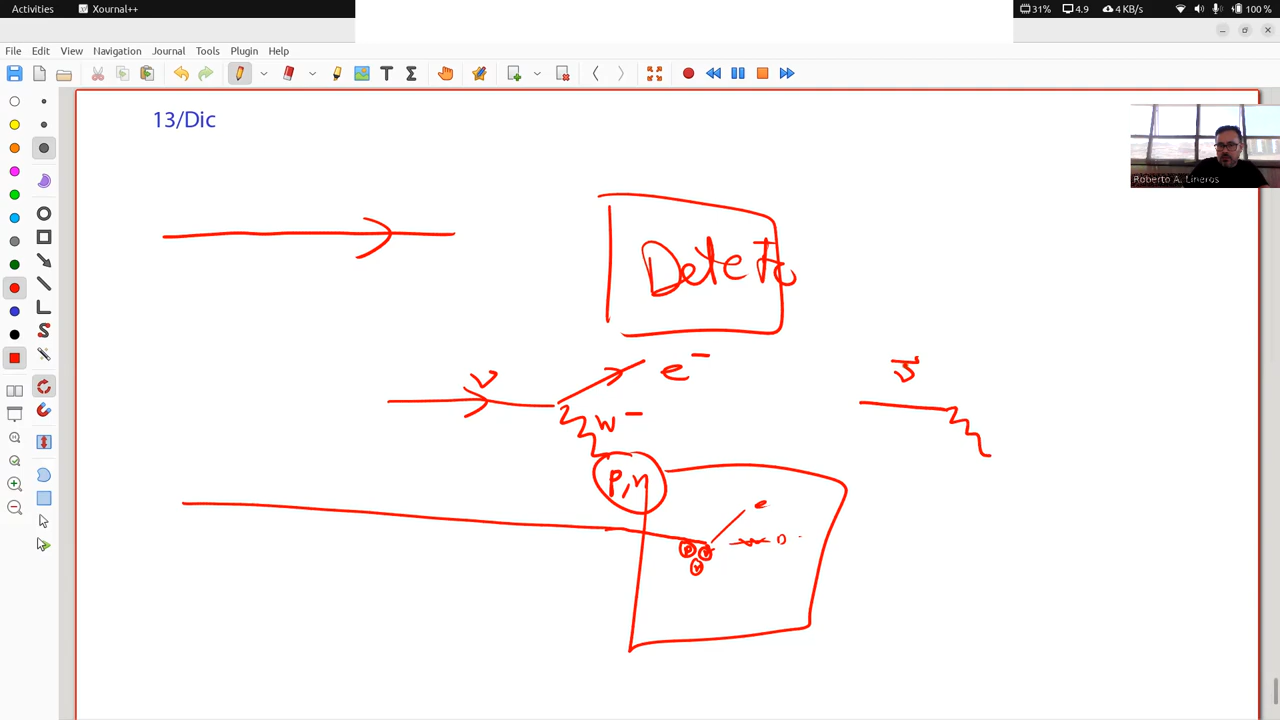 Activities Xournal++ 31% 4.9 4 KB/s 100 %
File Edit View Navigation Journal Tools Plugin Help
13/Dic
Roberto A. Lineros
Detecto
ν e⁻
W⁻
p,n
e
p